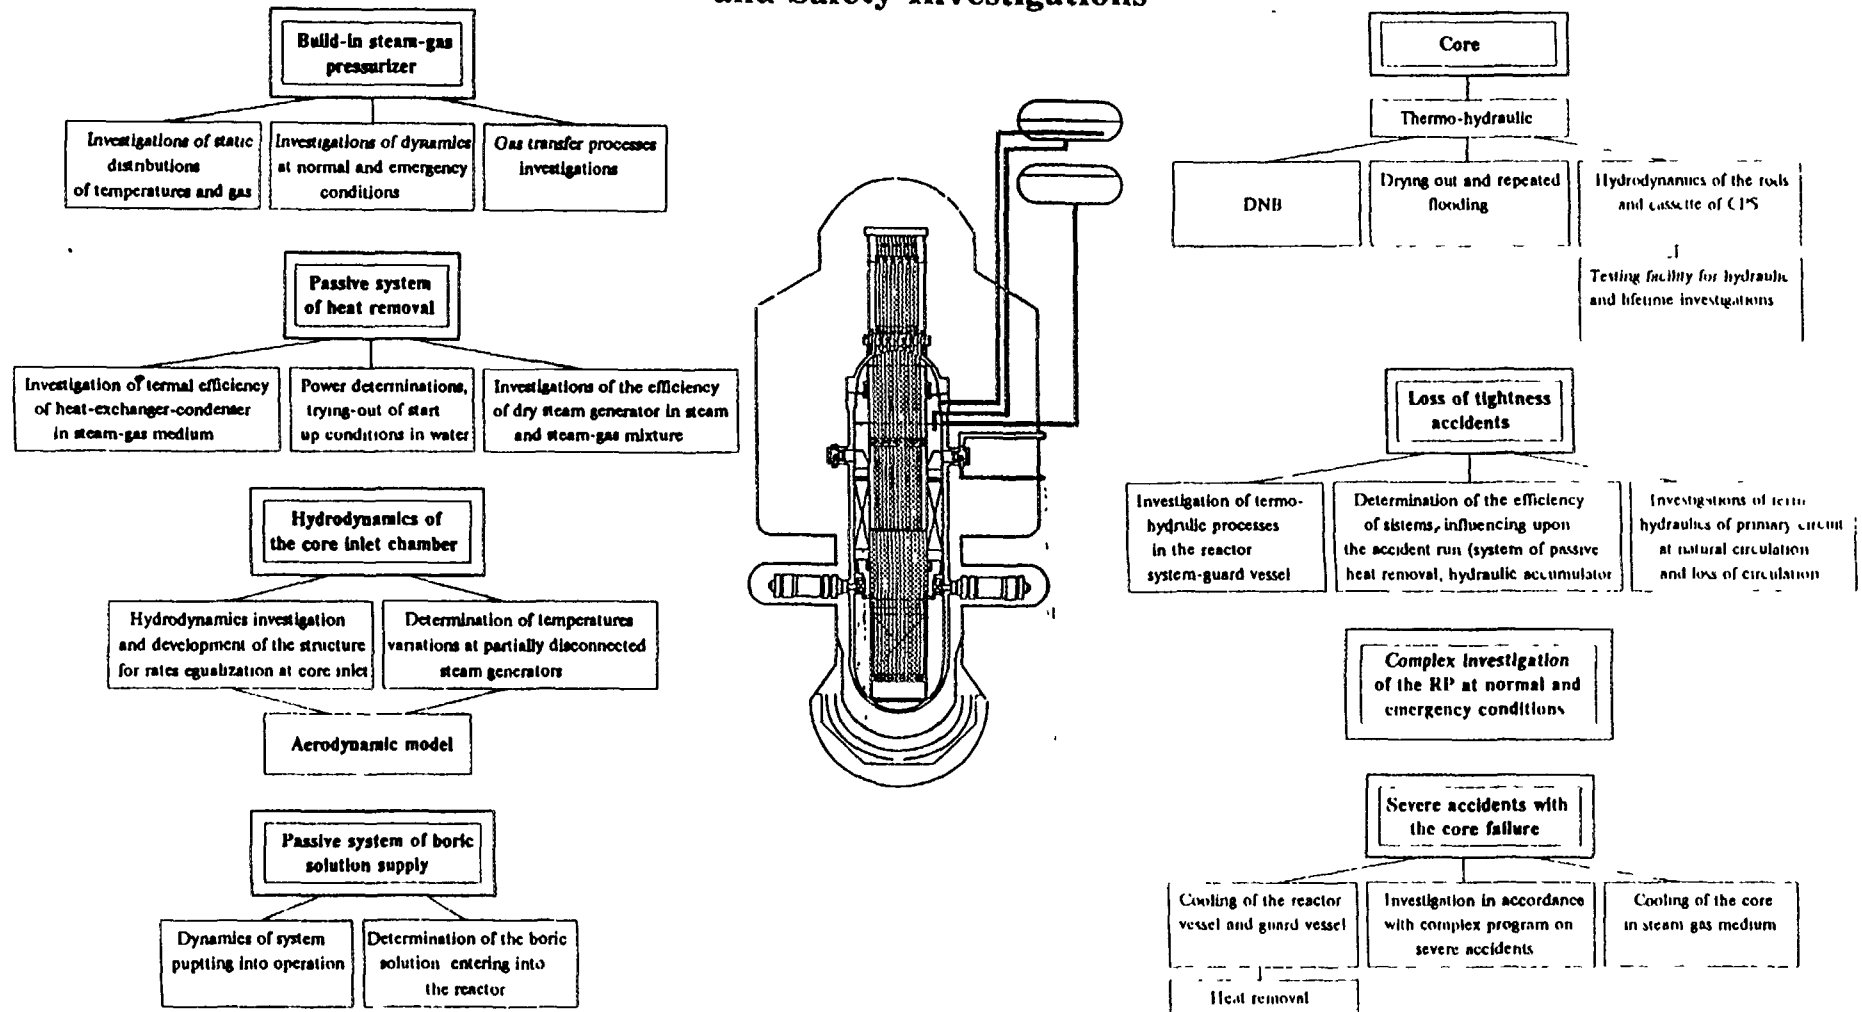 and Safety Investigations
Build-in steam-gas
pressurizer
Investigations of static
distributions
of temperatures and gas
Investigations of dynamics
at normal and emergency
conditions
Gas transfer processes
investigations
Passive system
of heat removal
Investigation of termal efficiency
of heat-exchanger-condenser
in steam-gas medium
Power determinations,
trying-out of start
up conditions in water
Investigations of the efficiency
of dry steam generator in steam
and steam-gas mixture
Hydrodynamics of
the core inlet chamber
Hydrodynamics investigation
and development of the structure
for rates egualization at core inlet
Determination of temperatures
variations at partially disconnected
steam generators
Aerodynamic model
Passive system of boric
solution supply
Dynamics of system
puptting into operation
Determination of the boric
solution entering into
the reactor
Core
Thermo-hydraulic
DNB
Drying out and repeated
flooding
Hydrodynamics of the rods
and cassette of CPS
Testing facility for hydraulic
and lifetime investigations
Loss of tightness
accidents
Investigation of termo-
hydrulic processes
in the reactor
system-guard vessel
Determination of the efficiency
of sistems, influencing upon
the accident run (system of passive
heat removal, hydraulic accumulator
Investigations of
hydraulics of primary circuit
at natural circulation
and loss of circulation
Complex investigation
of the RP at normal and
emergency conditions
Severe accidents with
the core failure
Cooling of the reactor
vessel and guard vessel
Investigation in accordance
with complex program on
severe accidents
Cooling of the core
in steam gas medium
Heat removal